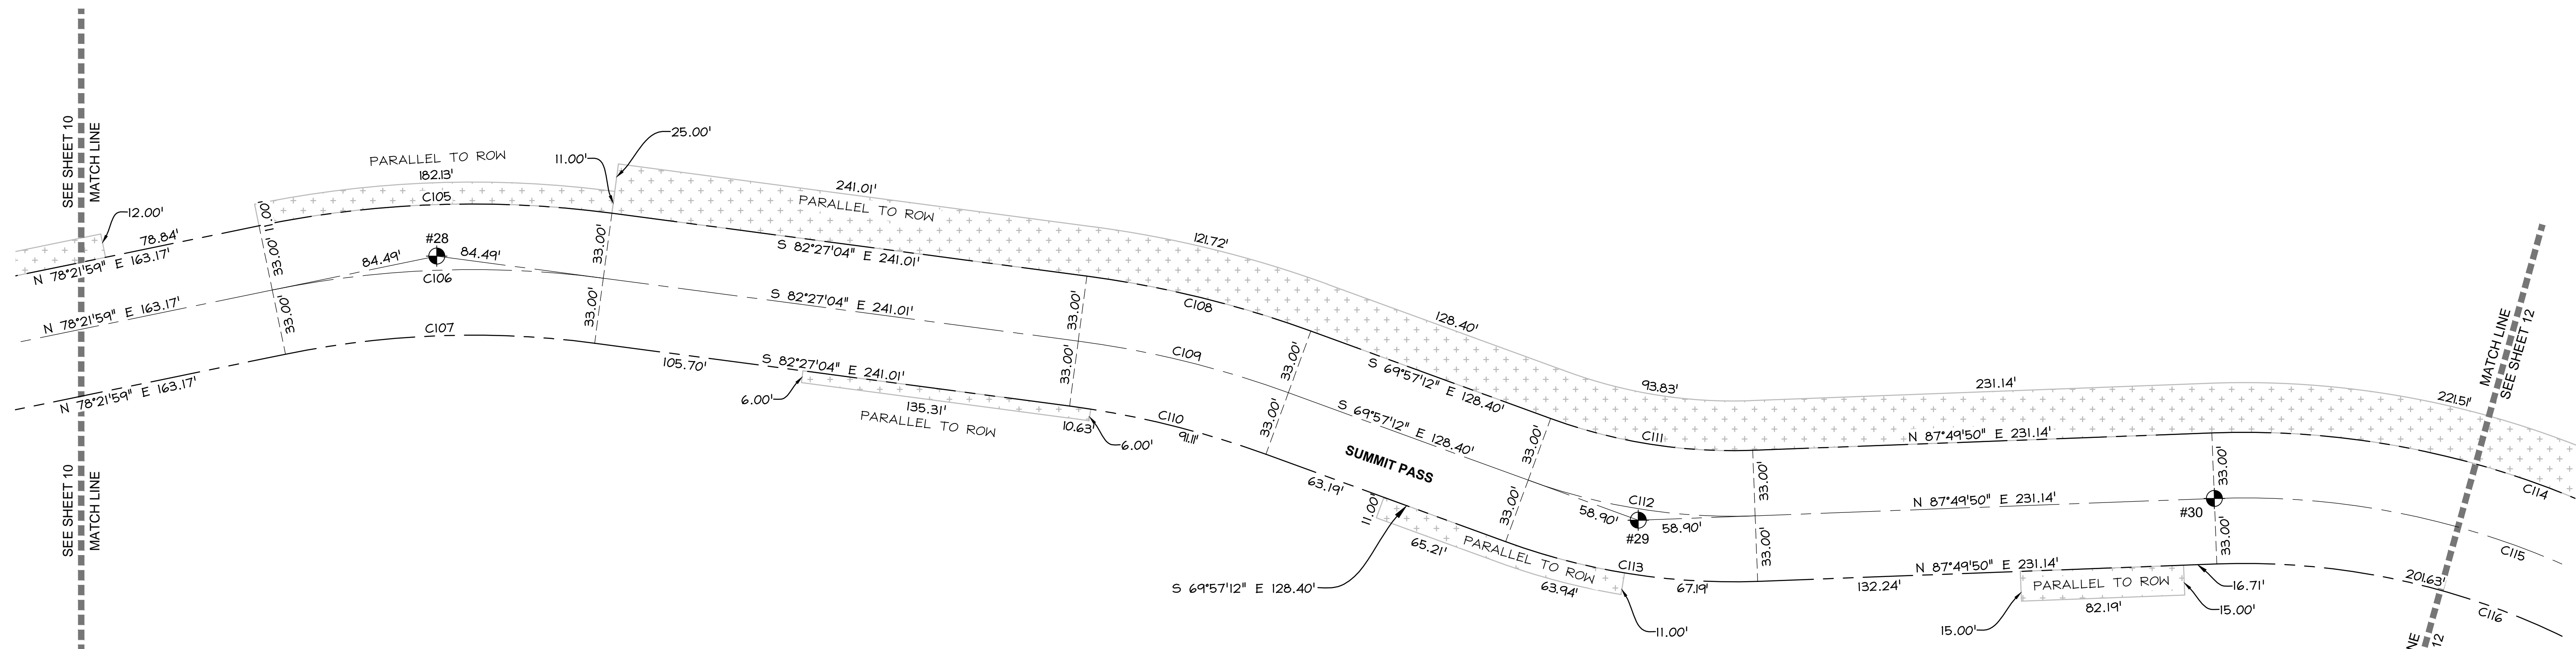 SEE SHEET 10
MATCH LINE
12.00'
78.84'
N 78°21'59" E 163.17'
N 78°21'59" E 163.17'
N 78°21'59" E 163.17'
SEE SHEET 10
MATCH LINE
PARALLEL TO ROW
182.13'
C105
11.00'
33.00'
33.00'
84.49'
#28
84.49'
C106
C107
11.00'
25.00'
33.00'
33.00'
241.01'
PARALLEL TO ROW
S 82°27'04" E 241.01'
S 82°27'04" E 241.01'
S 82°27'04" E 241.01'
105.70'
6.00'
135.31'
PARALLEL TO ROW
10.63'
6.00'
33.00'
33.00'
121.72'
C108
C109
C110
91.11'
33.00'
33.00'
128.40'
S 69°57'12" E 128.40'
S 69°57'12" E 128.40'
SUMMIT PASS
63.19'
11.00'
65.21'
S 69°57'12" E 128.40'
PARALLEL TO ROW
63.94'
11.00'
33.00'
33.00'
93.83'
C111
C112
58.90'
58.90'
#29
C113
67.19'
33.00'
33.00'
231.14'
N 87°49'50" E 231.14'
N 87°49'50" E 231.14'
N 87°49'50" E 231.14'
132.24'
PARALLEL TO ROW
82.19'
15.00'
15.00'
16.71'
#30
33.00'
33.00'
221.51'
C114
C115
201.63'
C116
MATCH LINE
SEE SHEET 12
NE
12